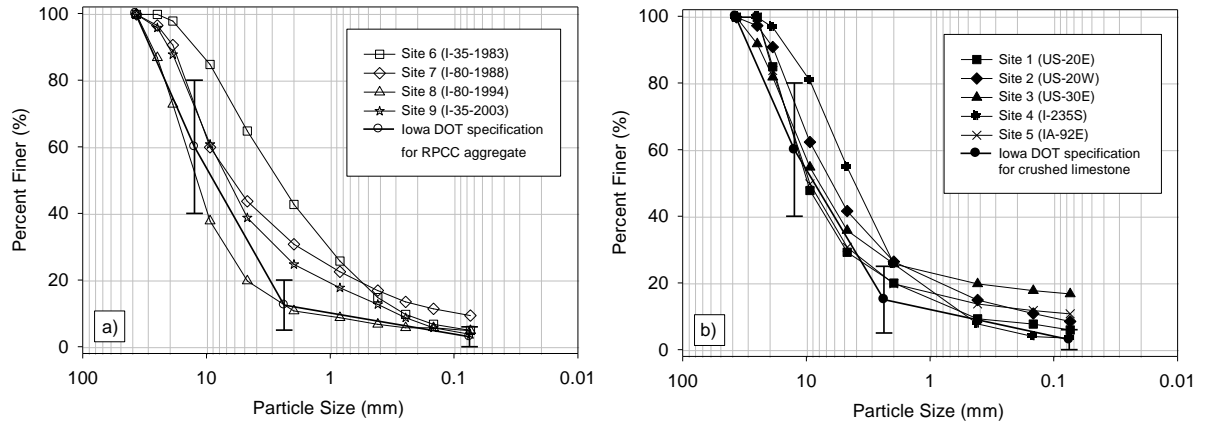 100
80
60
40
20
0
Percent Finer (%)
Site 6 (I-35-1983)
Site 7 (I-80-1988)
Site 8 (I-80-1994)
Site 9 (I-35-2003)
Iowa DOT specification
for RPCC aggregate
a)
100
10
1
0.1
0.01
Particle Size (mm)
100
80
60
40
20
0
Percent Finer (%)
Site 1 (US-20E)
Site 2 (US-20W)
Site 3 (US-30E)
Site 4 (I-235S)
Site 5 (IA-92E)
Iowa DOT specification
for crushed limestone
b)
100
10
1
0.1
0.01
Particle Size (mm)